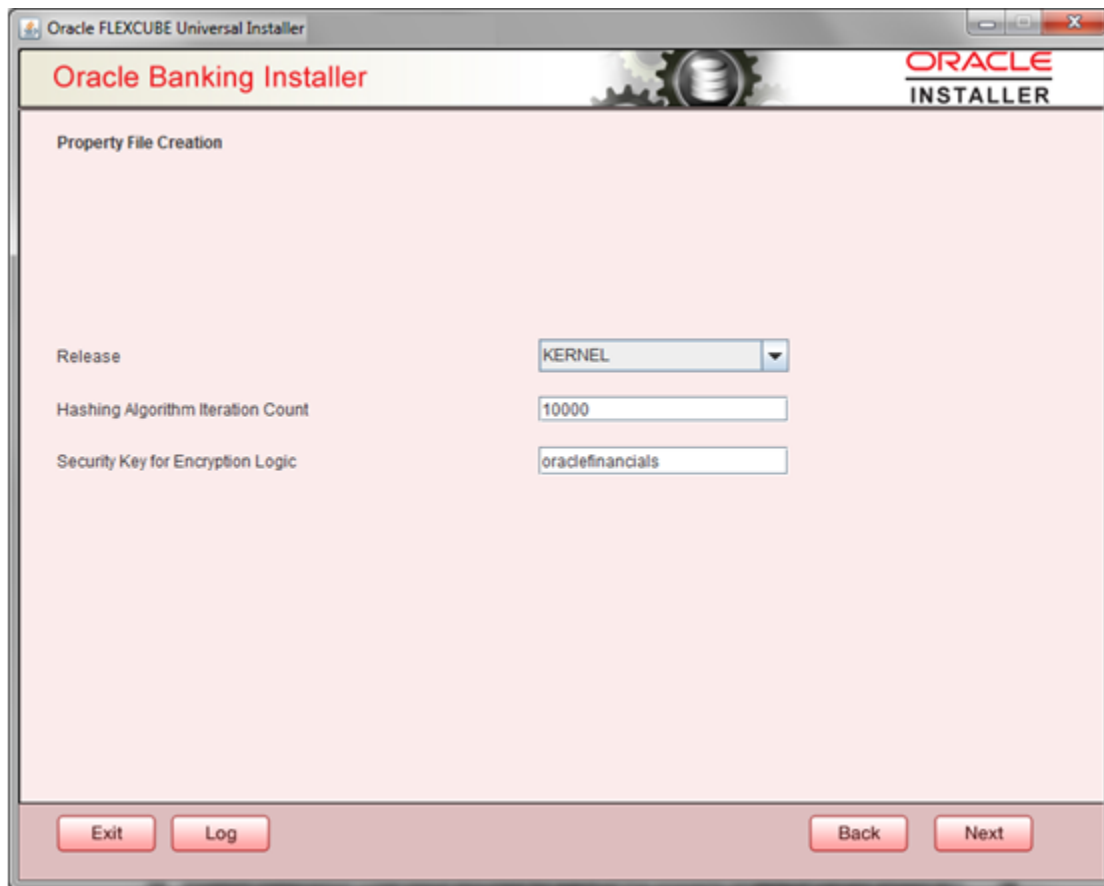 Oracle FLEXCUBE Universal Installer
Oracle Banking Installer
ORACLE
INSTALLER
Property File Creation
Release
KERNEL
Hashing Algorithm Iteration Count
10000
Security Key for Encryption Logic
oraclefinancials
Exit
Log
Back
Next